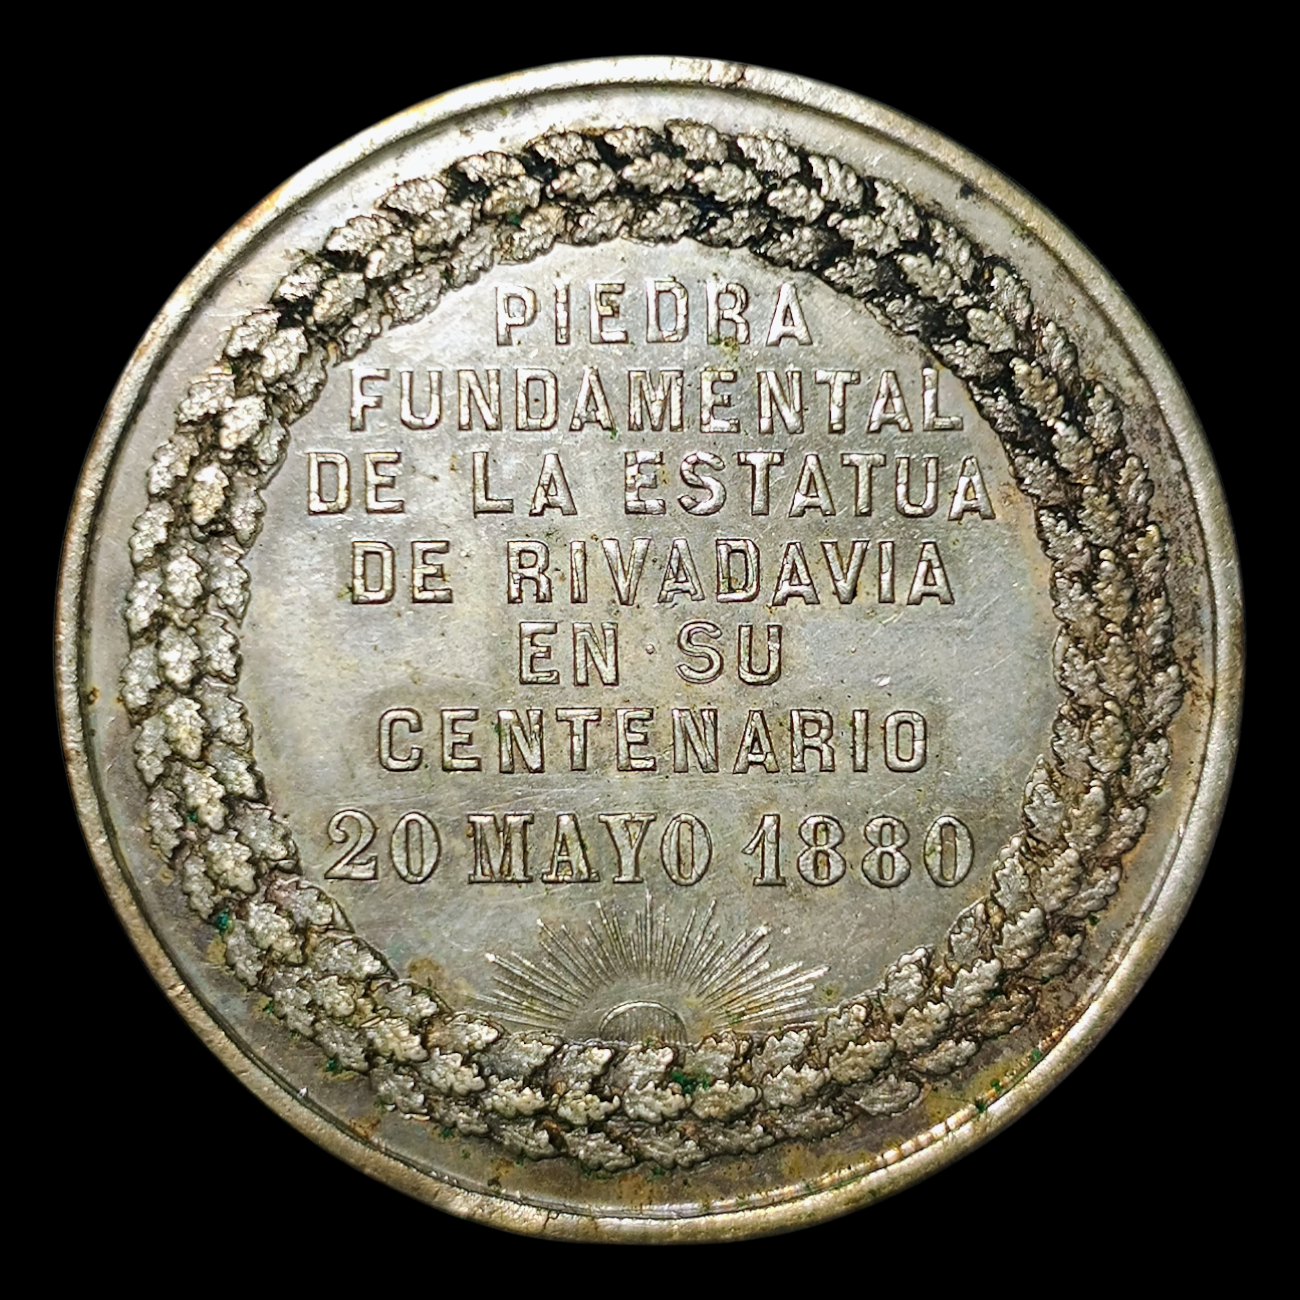 PIEDRA
FUNDAMENTAL
DE LA ESTATUA
DE RIVADAVIA
EN SU
CENTENARIO
20 MAYO 1880